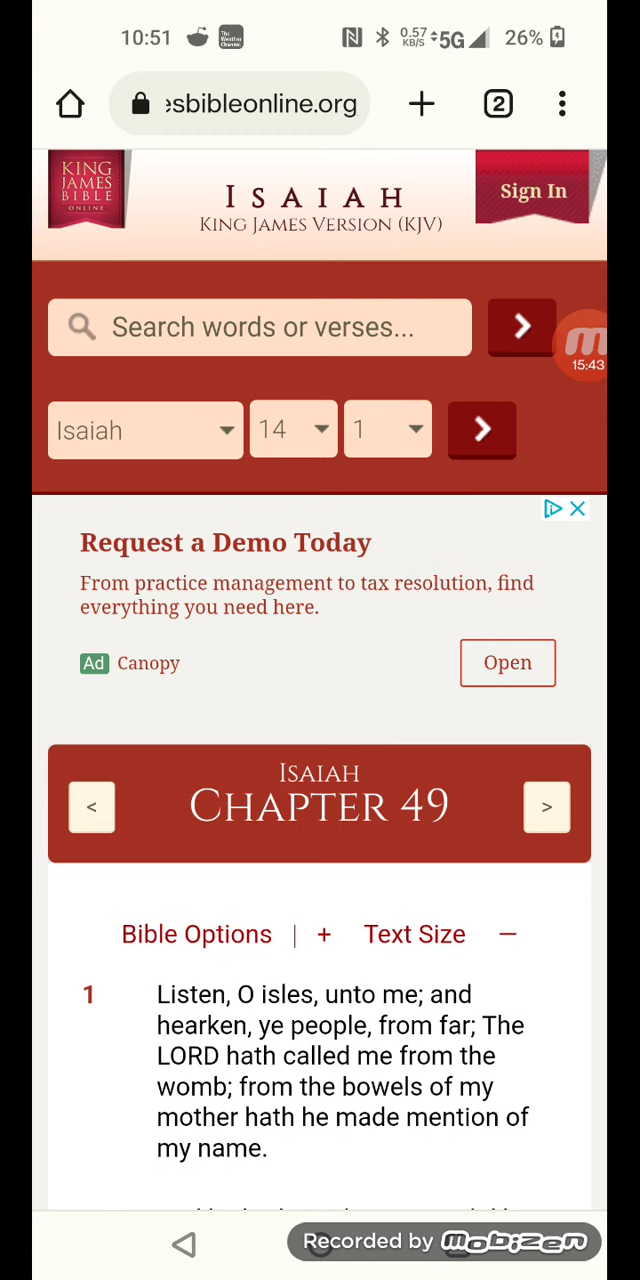 10:51 The Weather Channel 0.57 KB/S 5G 26%
esbibleonline.org + 2
KING JAMES BIBLE ONLINE
ISAIAH
KING JAMES VERSION (KJV)
Sign In
Search words or verses...
15:43
Isaiah 14 1
Request a Demo Today
From practice management to tax resolution, find
everything you need here.
Ad Canopy
Open
ISAIAH
< CHAPTER 49 >
Bible Options | + Text Size −
1 Listen, O isles, unto me; and
hearken, ye people, from far; The
LORD hath called me from the
womb; from the bowels of my
mother hath he made mention of
my name.
Recorded by mobizen